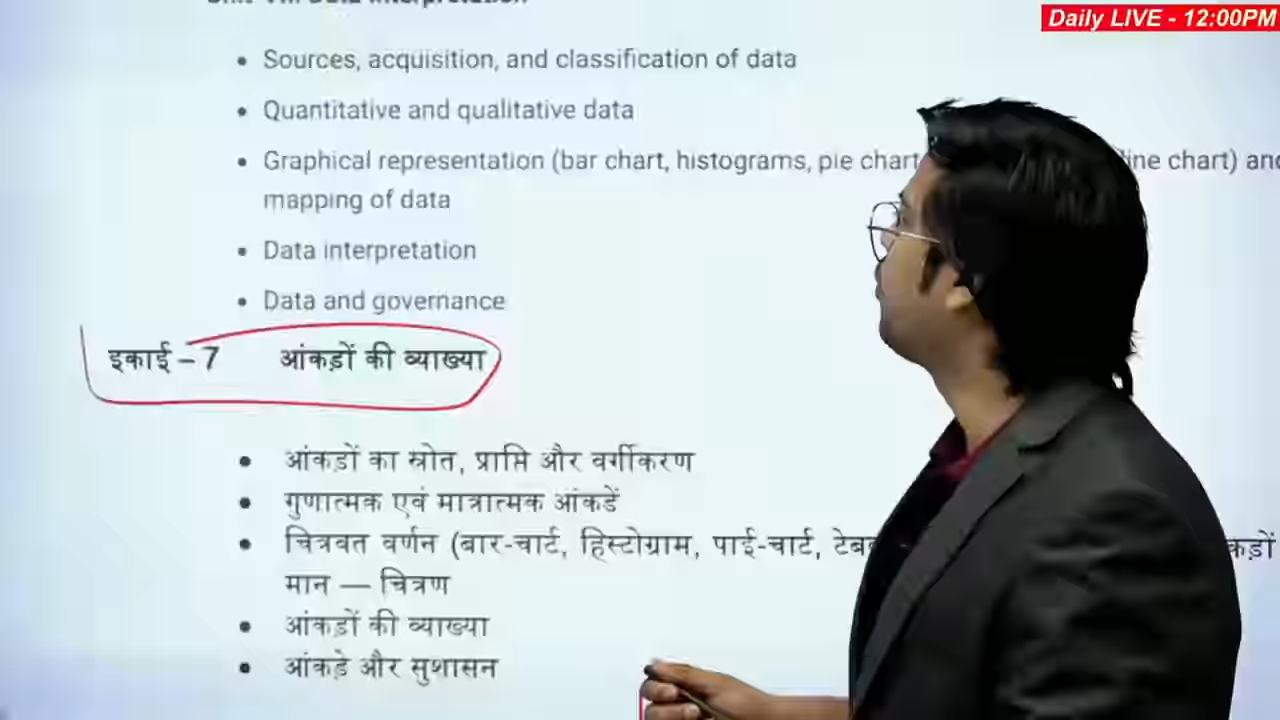 Daily LIVE - 12:00PM
Data Interpretation
• Sources, acquisition, and classification of data
• Quantitative and qualitative data
• Graphical representation (bar chart, histograms, pie chart line chart) and
mapping of data
• Data interpretation
• Data and governance
इकाई – 7 आंकड़ों की व्याख्या
• आंकड़ों का स्रोत, प्राप्ति और वर्गीकरण
• गुणात्मक एवं मात्रात्मक आंकडें
• चित्रवत वर्णन (बार-चार्ट, हिस्टोग्राम, पाई-चार्ट,
मान — चित्रण
• आंकड़ों की व्याख्या
• आंकड़े और सुशासन